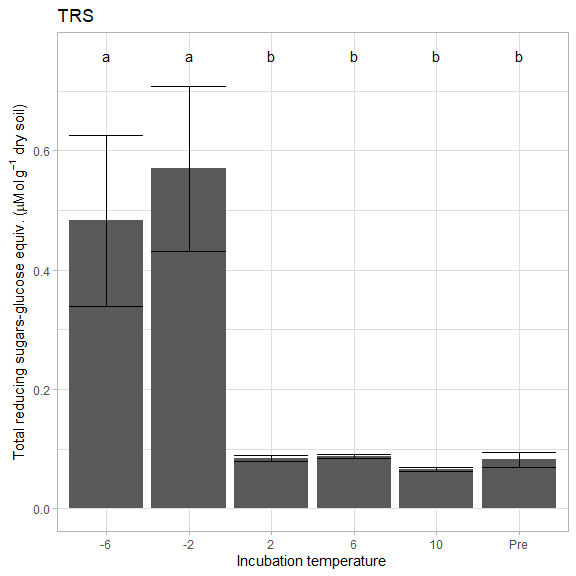 TRS
a a b b b b
Total reducing sugars-glucose equiv. (μMol g⁻¹ dry soil)
0.6
0.4
0.2
0.0
-6 -2 2 6 10 Pre
Incubation temperature